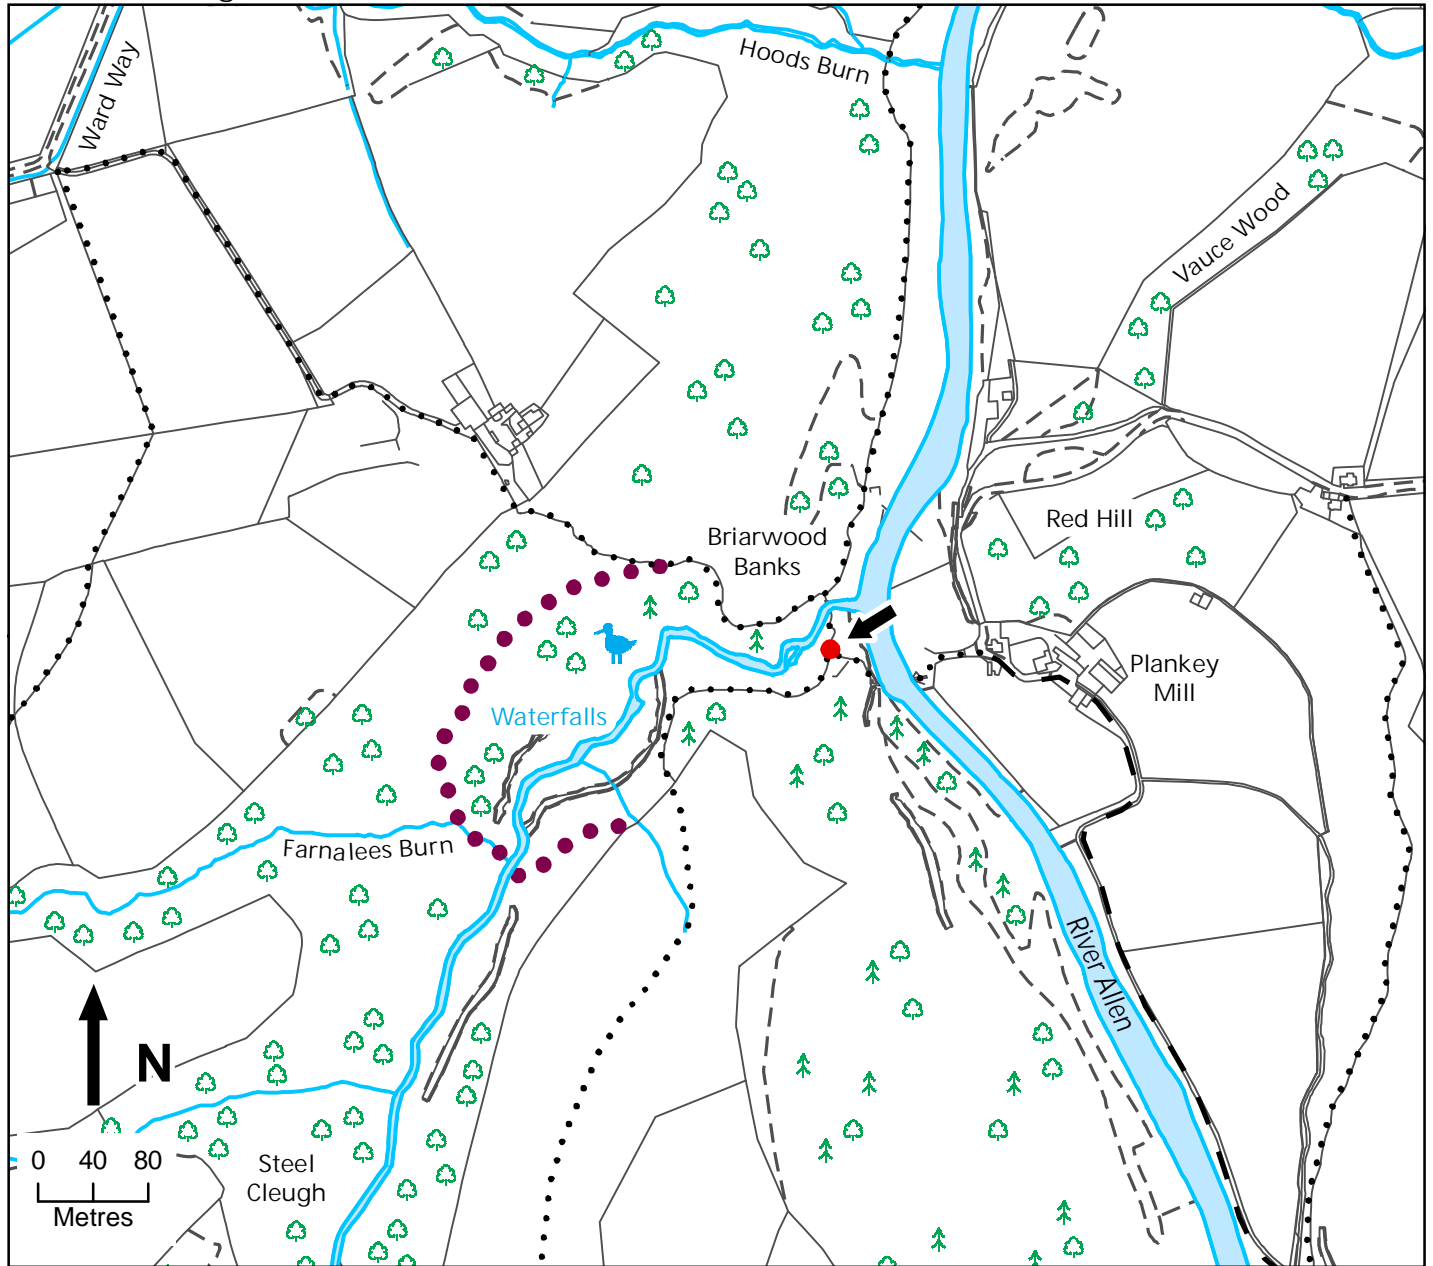 Ward Way
Hoods Burn
Vauce Wood
Red Hill
Briarwood
Banks
Plankey
Mill
Waterfalls
Farnalees Burn
River Allen
N
0 40 80
Metres
Steel
Cleugh